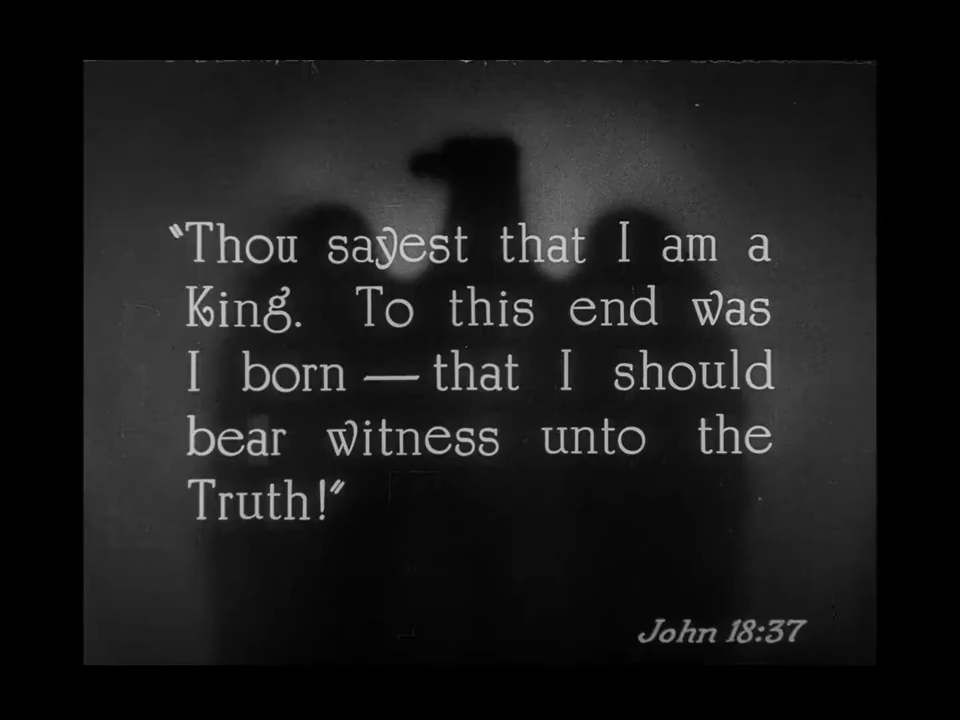 "Thou sayest that I am a
King. To this end was
I born — that I should
bear witness unto the
Truth!"
John 18:37